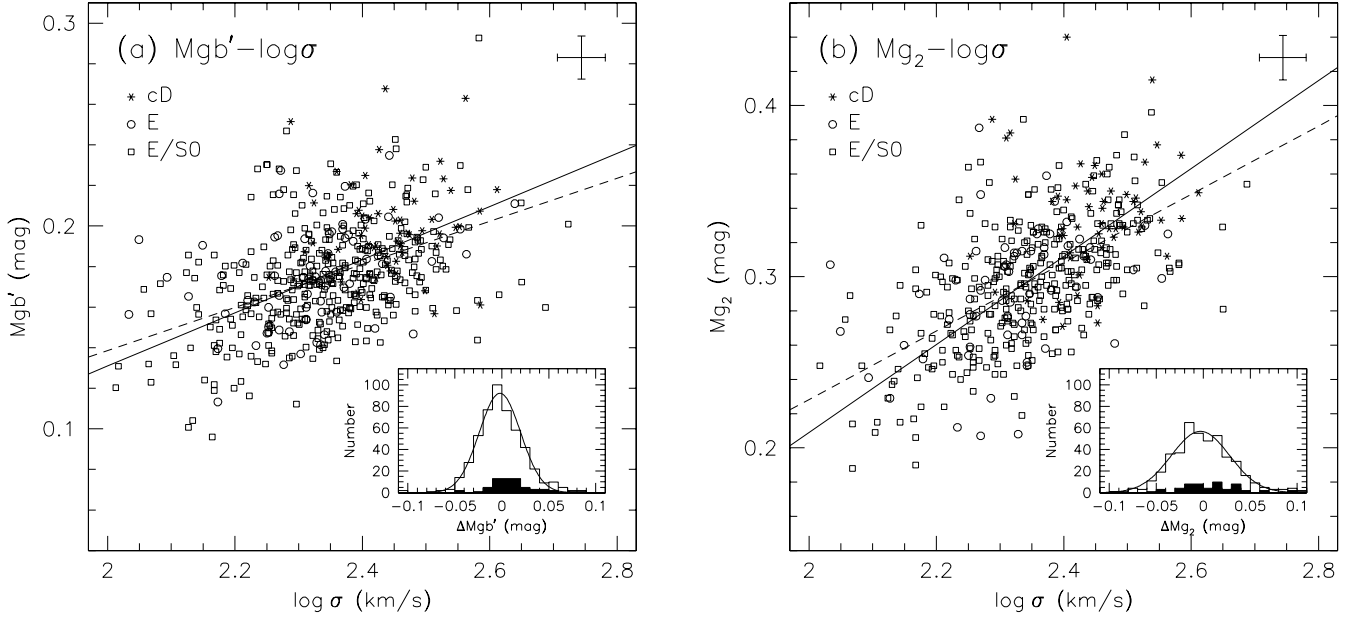 (a) Mgb′−logσ
cD
E
E/S0
0.3
0.2
0.1
Mgb′ (mag)
2
2.2
2.4
2.6
2.8
log σ (km/s)
Number
100
80
60
40
20
0
−0.1
−0.05
0
0.05
0.1
ΔMgb′ (mag)
(b) Mg₂−logσ
cD
E
E/S0
0.4
0.3
0.2
Mg₂ (mag)
2
2.2
2.4
2.6
2.8
log σ (km/s)
Number
100
80
60
40
20
0
−0.1
−0.05
0
0.05
0.1
ΔMg₂ (mag)